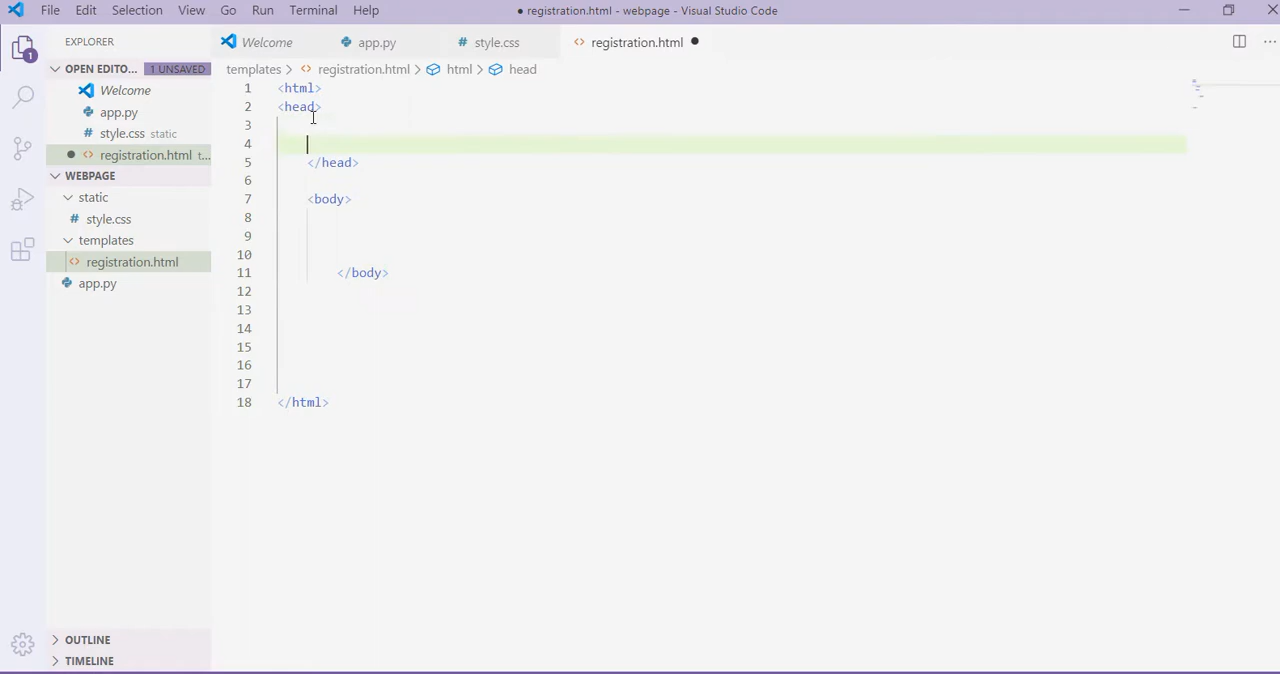 File Edit Selection View Go Run Terminal Help
● registration.html - webpage - Visual Studio Code
EXPLORER
Welcome
app.py
# style.css
<> registration.html ●
OPEN EDITO... 1 UNSAVED
templates > <> registration.html > html > head
Welcome
app.py
# style.css static
● <> registration.html t...
WEBPAGE
static
# style.css
templates
<> registration.html
app.py
1 <html>
2 <head>
3
4
5 </head>
6
7 <body>
8
9
10
11 </body>
12
13
14
15
16
17
18 </html>
OUTLINE
TIMELINE
1